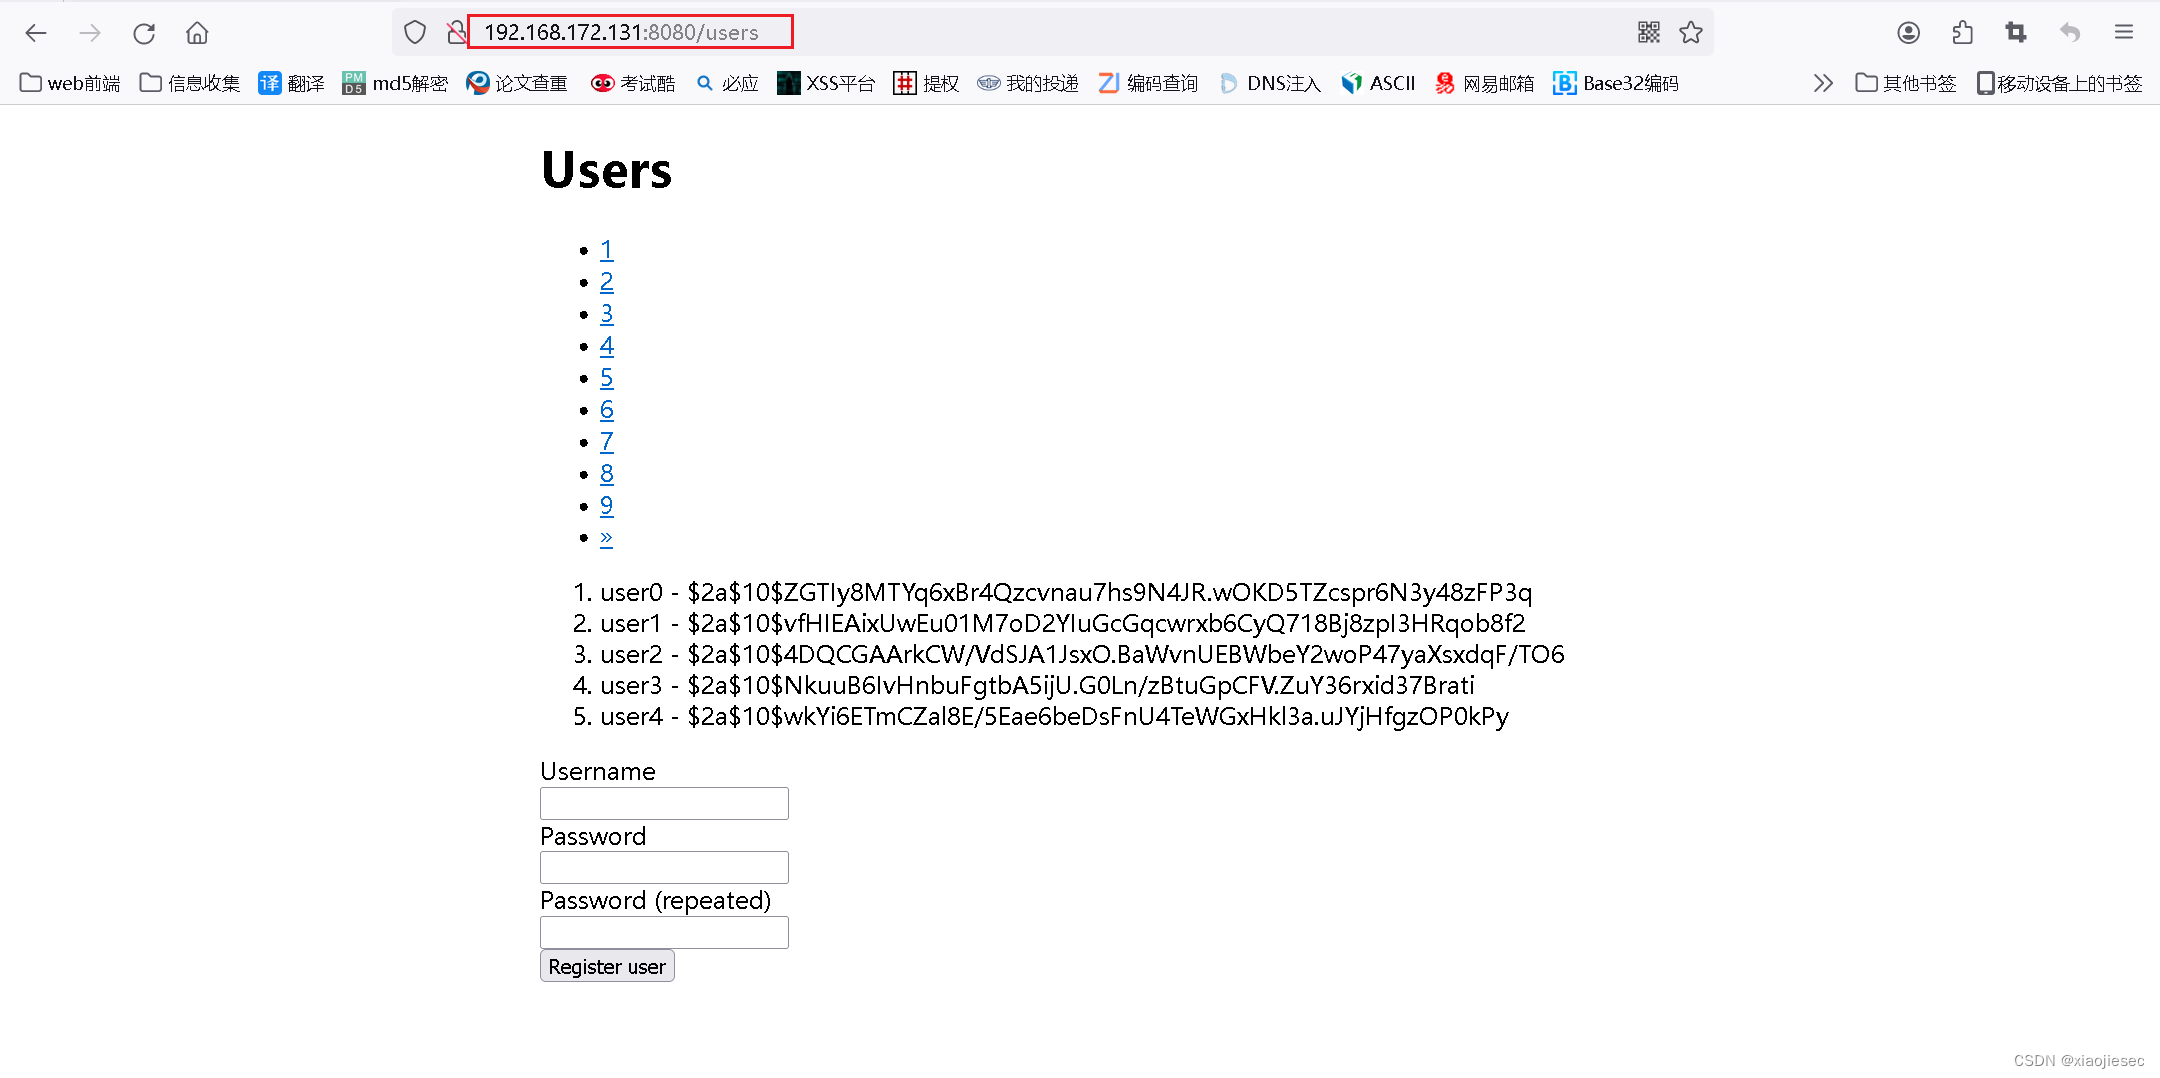 192.168.172.131:8080/users
web前端 信息收集 译 翻译 PM D5 md5解密 论文查重 考试酷 必应 XSS平台 提权 我的投递 编码查询 DNS注入 ASCII 网易邮箱 Base32编码 其他书签 移动设备上的书签
Users
1
2
3
4
5
6
7
8
9
»
1. user0 - $2a$10$ZGTIy8MTYq6xBr4Qzcvnau7hs9N4JR.wOKD5TZcspr6N3y48zFP3q
2. user1 - $2a$10$vfHIEAixUwEu01M7oD2YIuGcGqcwrxb6CyQ718Bj8zpI3HRqob8f2
3. user2 - $2a$10$4DQCGAArkCW/VdSJA1JsxO.BaWvnUEBWbeY2woP47yaXsxdqF/TO6
4. user3 - $2a$10$NkuuB6IvHnbuFgtbA5ijU.G0Ln/zBtuGpCFV.ZuY36rxid37Brati
5. user4 - $2a$10$wkYi6ETmCZal8E/5Eae6beDsFnU4TeWGxHkl3a.uJYjHfgzOP0kPy
Username
Password
Password (repeated)
Register user
CSDN @xiaojiesec